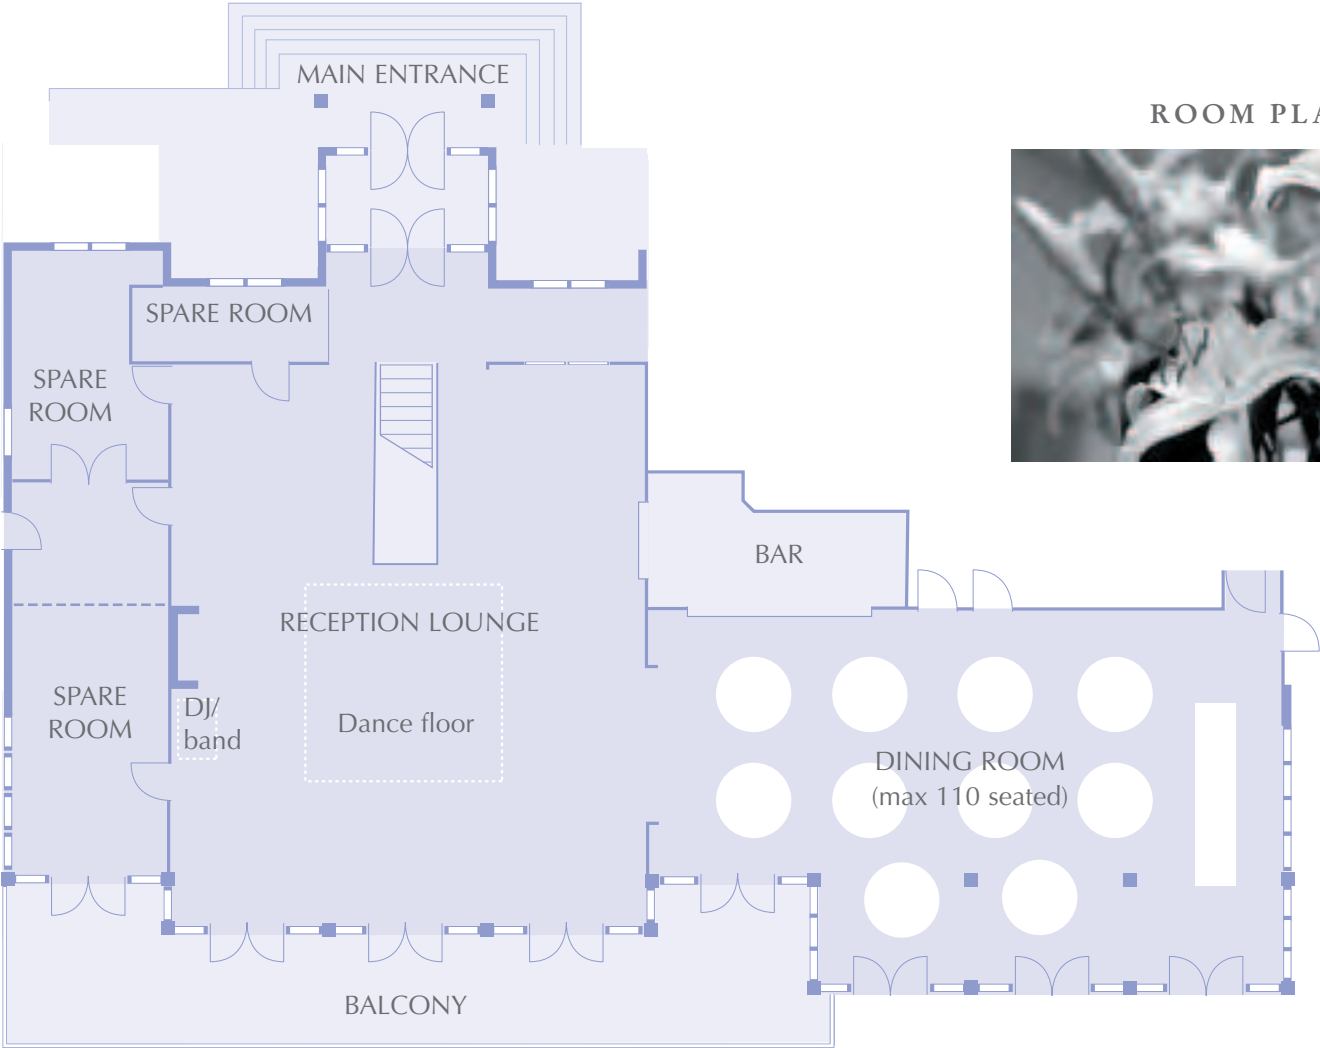 MAIN ENTRANCE
ROOM PLA
SPARE ROOM
SPARE
ROOM
BAR
RECEPTION LOUNGE
SPARE
ROOM
DJ/
band
Dance floor
DINING ROOM
(max 110 seated)
BALCONY